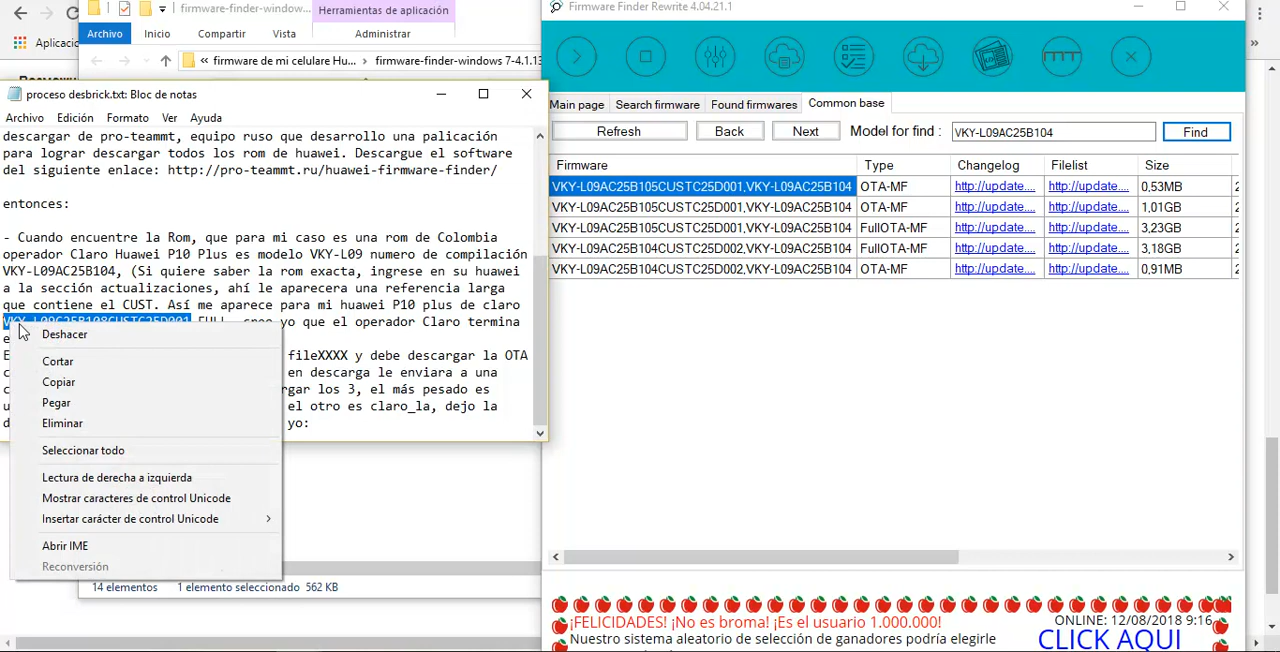 firmware-finder-window...
Herramientas de aplicación
Archivo
Inicio
Compartir
Vista
Administrar
Aplicacio
« firmware de mi celulare Hu... › firmware-finder-windows 7-4.1.13
proceso desbrick.txt: Bloc de notas
Archivo Edición Formato Ver Ayuda
descargar de pro-teammt, equipo ruso que desarrollo una palicación
para lograr descargar todos los rom de huawei. Descargue el software
del siguiente enlace: http://pro-teammt.ru/huawei-firmware-finder/
entonces:
- Cuando encuentre la Rom, que para mi caso es una rom de Colombia
operador Claro Huawei P10 Plus es modelo VKY-L09 numero de compilación
VKY-L09AC25B104, (Si quiere saber la rom exacta, ingrese en su huawei
a la sección actualizaciones, ahí le aparecera una referencia larga
que contiene el CUST. Así me aparece para mi huawei P10 plus de claro
VKY-L09C25B108CUSTC25D001 FULL, creo yo que el operador Claro termina
fileXXXX y debe descargar la OTA
en descarga le enviara a una
rgar los 3, el más pesado es
el otro es claro_la, dejo la
yo:
Deshacer
Cortar
Copiar
Pegar
Eliminar
Seleccionar todo
Lectura de derecha a izquierda
Mostrar caracteres de control Unicode
Insertar carácter de control Unicode
Abrir IME
Reconversión
14 elementos 1 elemento seleccionado 562 KB
Firmware Finder Rewrite 4.04.21.1
Main page Search firmware Found firmwares Common base
Refresh Back Next Model for find : VKY-L09AC25B104 Find
Firmware Type Changelog Filelist Size
VKY-L09AC25B105CUSTC25D001,VKY-L09AC25B104 OTA-MF http://update.... http://update.... 0,53MB 2
VKY-L09AC25B105CUSTC25D001,VKY-L09AC25B104 OTA-MF http://update.... http://update.... 1,01GB 2
VKY-L09AC25B105CUSTC25D001,VKY-L09AC25B104 FullOTA-MF http://update.... http://update.... 3,23GB 2
VKY-L09AC25B104CUSTC25D002,VKY-L09AC25B104 FullOTA-MF http://update.... http://update.... 3,18GB 2
VKY-L09AC25B104CUSTC25D002,VKY-L09AC25B104 OTA-MF http://update.... http://update.... 0,91MB 2
¡FELICIDADES! ¡No es broma! ¡Es el usuario 1.000.000!
ONLINE: 12/08/2018 9:16
Nuestro sistema aleatorio de selección de ganadores podría elegirle
CLICK AQUI